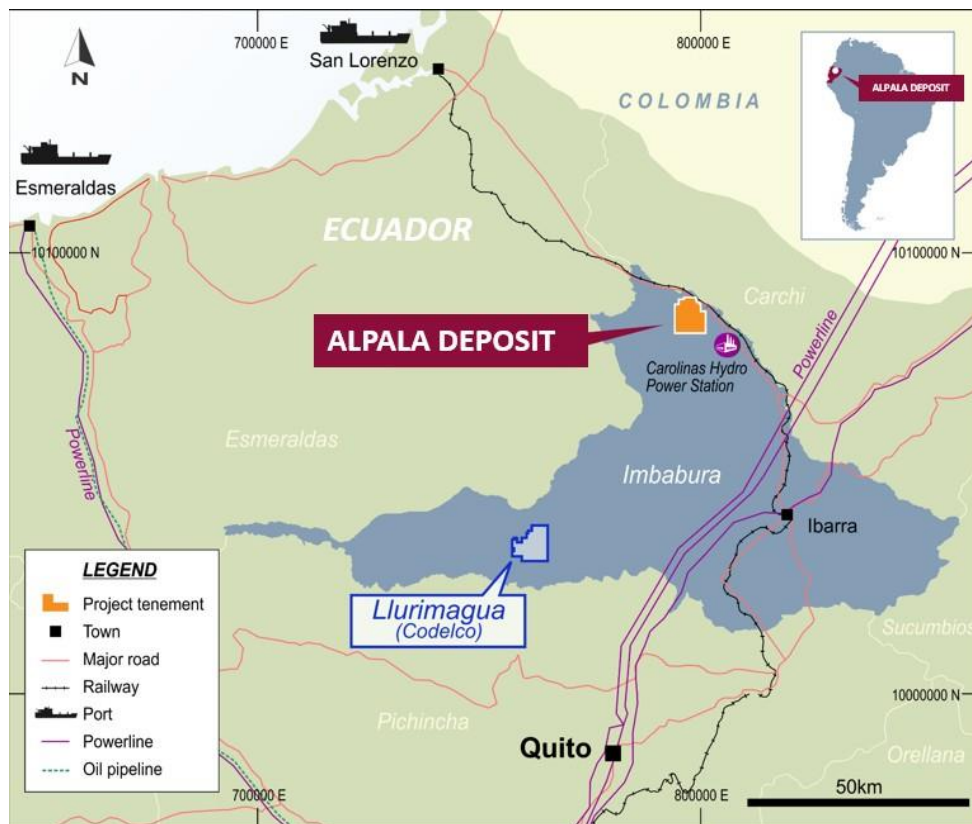 N
700000 E
800000 E
San Lorenzo
COLOMBIA
ALPALA DEPOSIT
Esmeraldas
ECUADOR
10100000 N
10100000 N
Carchi
Powerline
ALPALA DEPOSIT
Carolinas Hydro
Power Station
Esmeraldas
Powerline
Imbabura
Ibarra
Llurimagua
(Codelco)
Sucumbios
LEGEND
Project tenement
Town
Major road
Railway
Port
Powerline
Oil pipeline
10000000 N
Pichincha
Quito
Orellana
700000 E
800000 E
50km